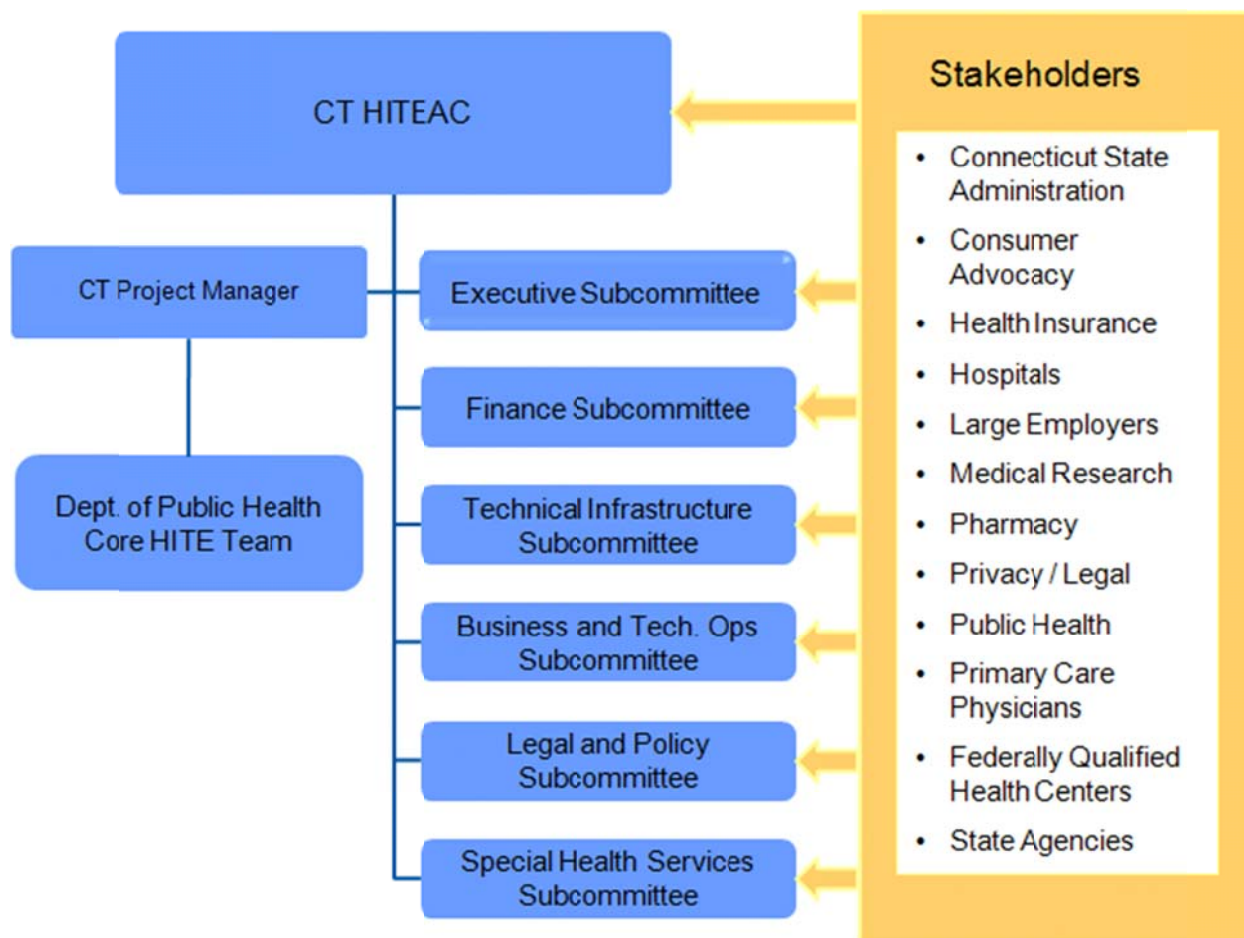 CT HITEAC
CT Project Manager
Dept. of Public Health
Core HITE Team
Executive Subcommittee
Finance Subcommittee
Technical Infrastructure
Subcommittee
Business and Tech. Ops
Subcommittee
Legal and Policy
Subcommittee
Special Health Services
Subcommittee
Stakeholders
• Connecticut State
Administration
• Consumer
Advocacy
• Health Insurance
• Hospitals
• Large Employers
• Medical Research
• Pharmacy
• Privacy / Legal
• Public Health
• Primary Care
Physicians
• Federally Qualified
Health Centers
• State Agencies